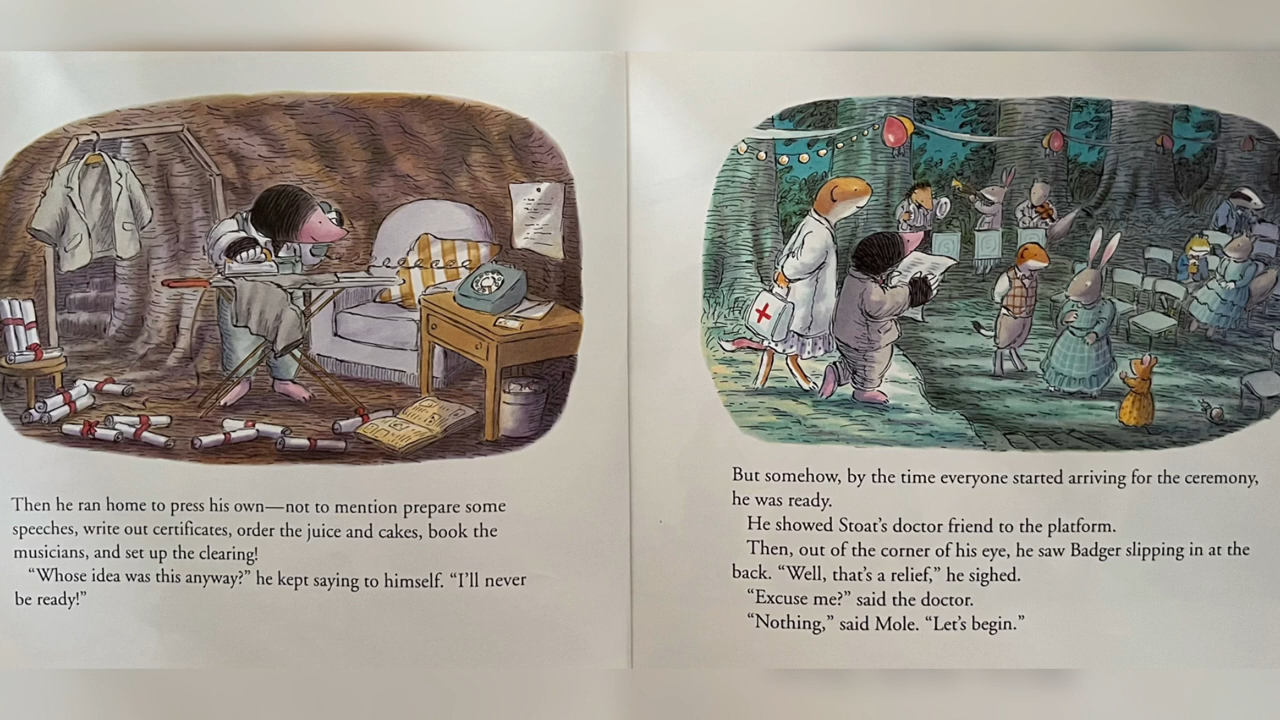 Then he ran home to press his own—not to mention prepare some
speeches, write out certificates, order the juice and cakes, book the
musicians, and set up the clearing!
“Whose idea was this anyway?” he kept saying to himself. “I’ll never
be ready!”
But somehow, by the time everyone started arriving for the ceremony,
he was ready.
He showed Stoat’s doctor friend to the platform.
Then, out of the corner of his eye, he saw Badger slipping in at the
back. “Well, that’s a relief,” he sighed.
“Excuse me?” said the doctor.
“Nothing,” said Mole. “Let’s begin.”